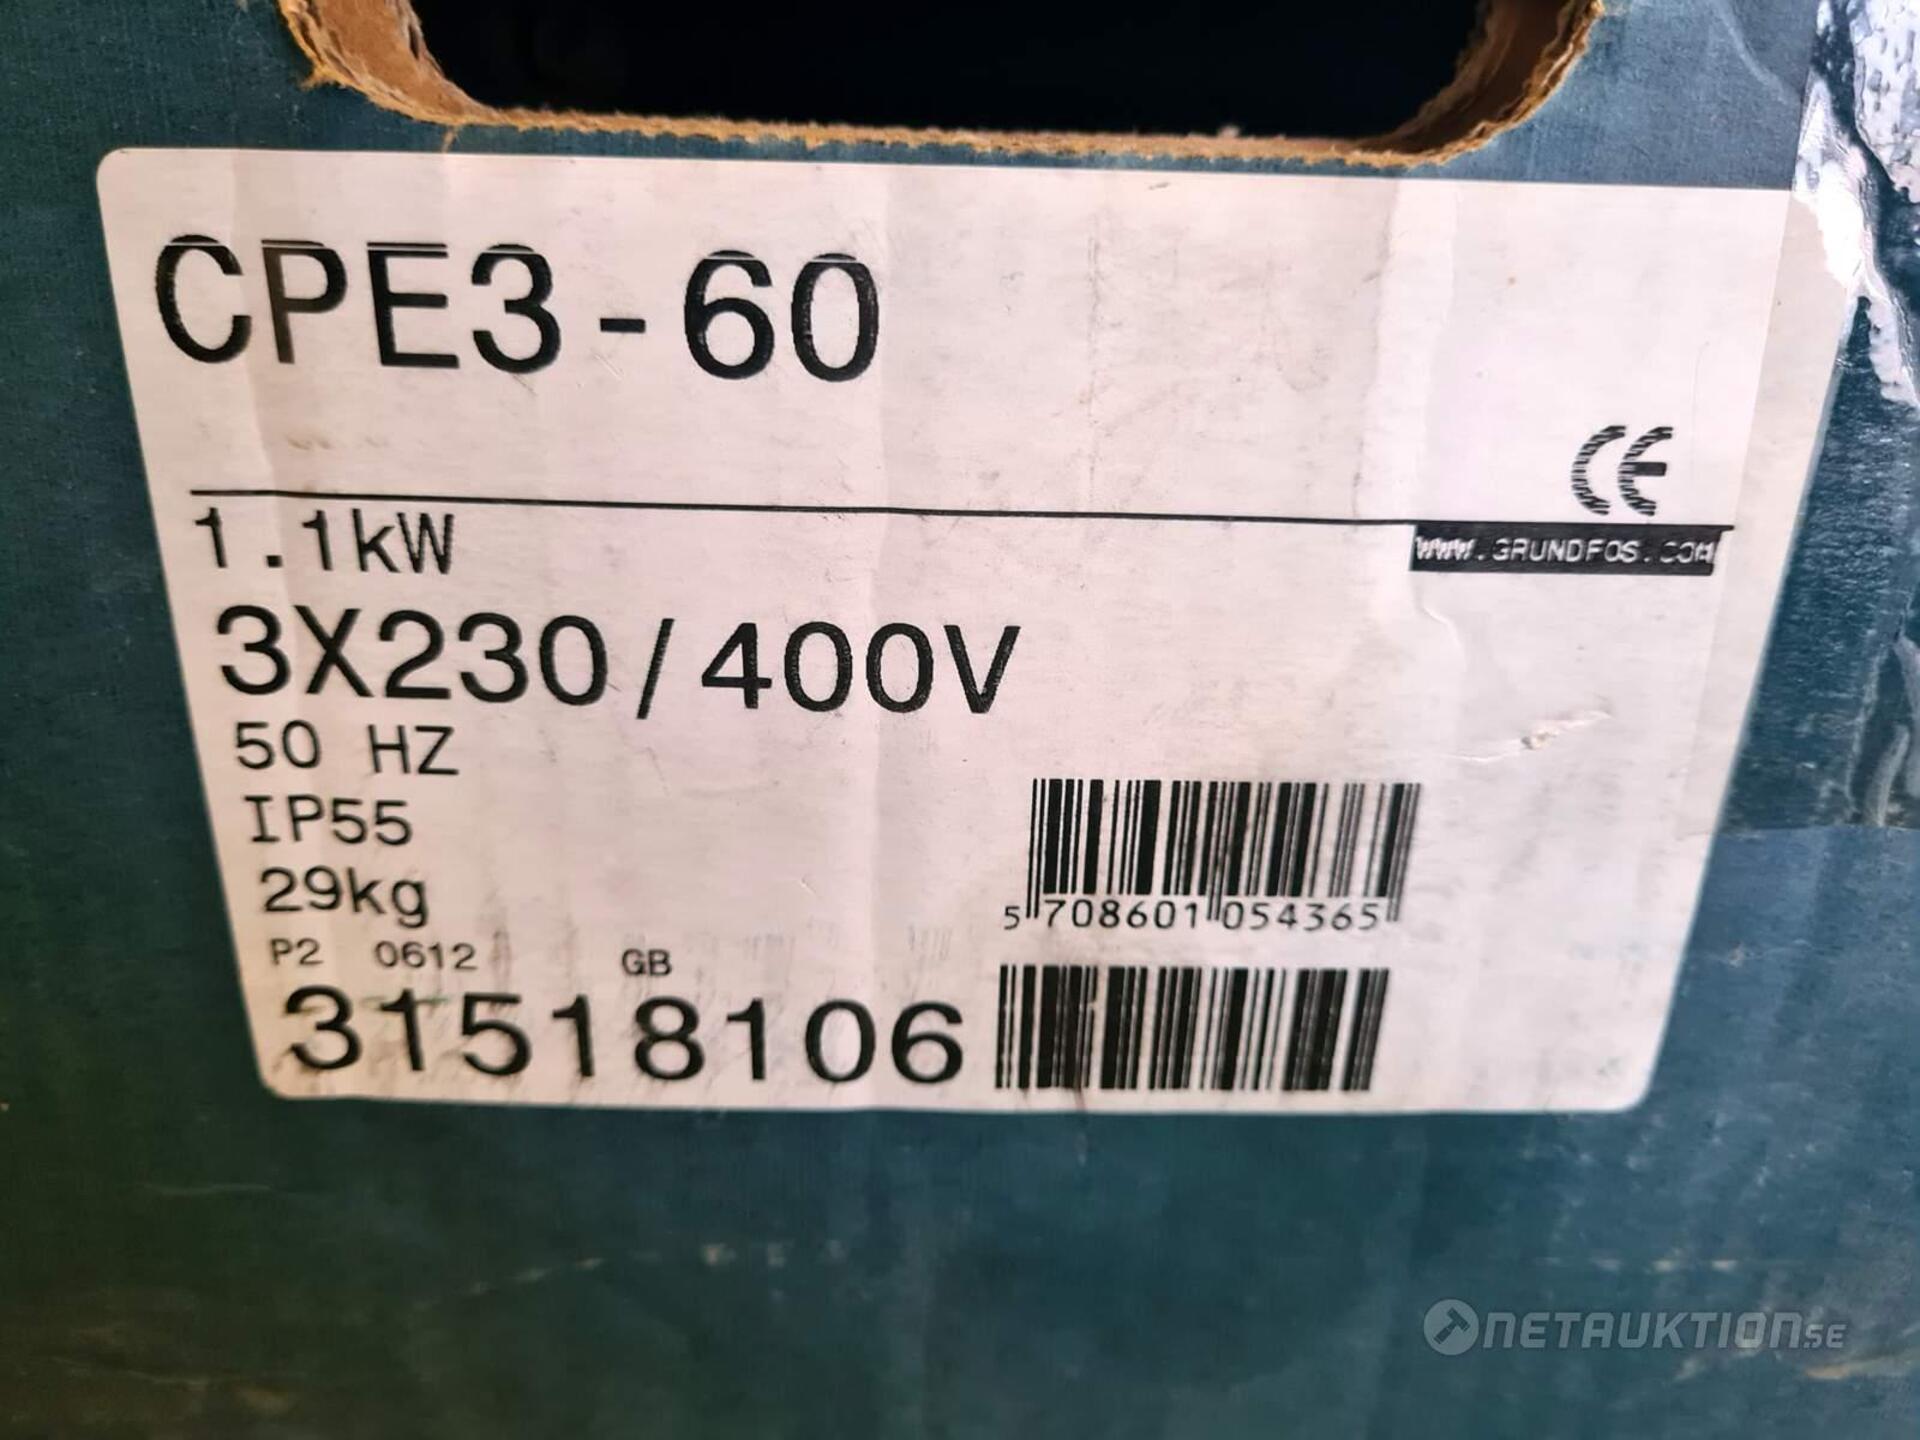 CPE3-60
CE
1.1kW
WWW.GRUNDFOS.COM
3X230/400V
50 HZ
IP55
29kg
5 708601 054365
P2 0612 GB
31518106
NETAUKTION.SE